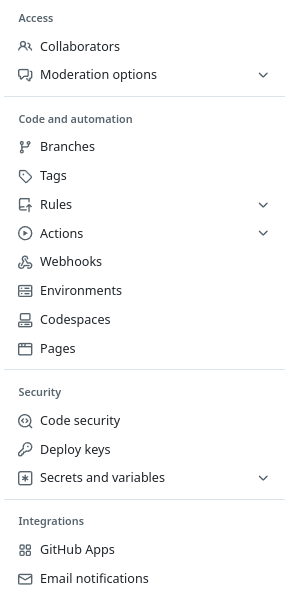 Access
Collaborators
Moderation options
Code and automation
Branches
Tags
Rules
Actions
Webhooks
Environments
Codespaces
Pages
Security
Code security
Deploy keys
Secrets and variables
Integrations
GitHub Apps
Email notifications